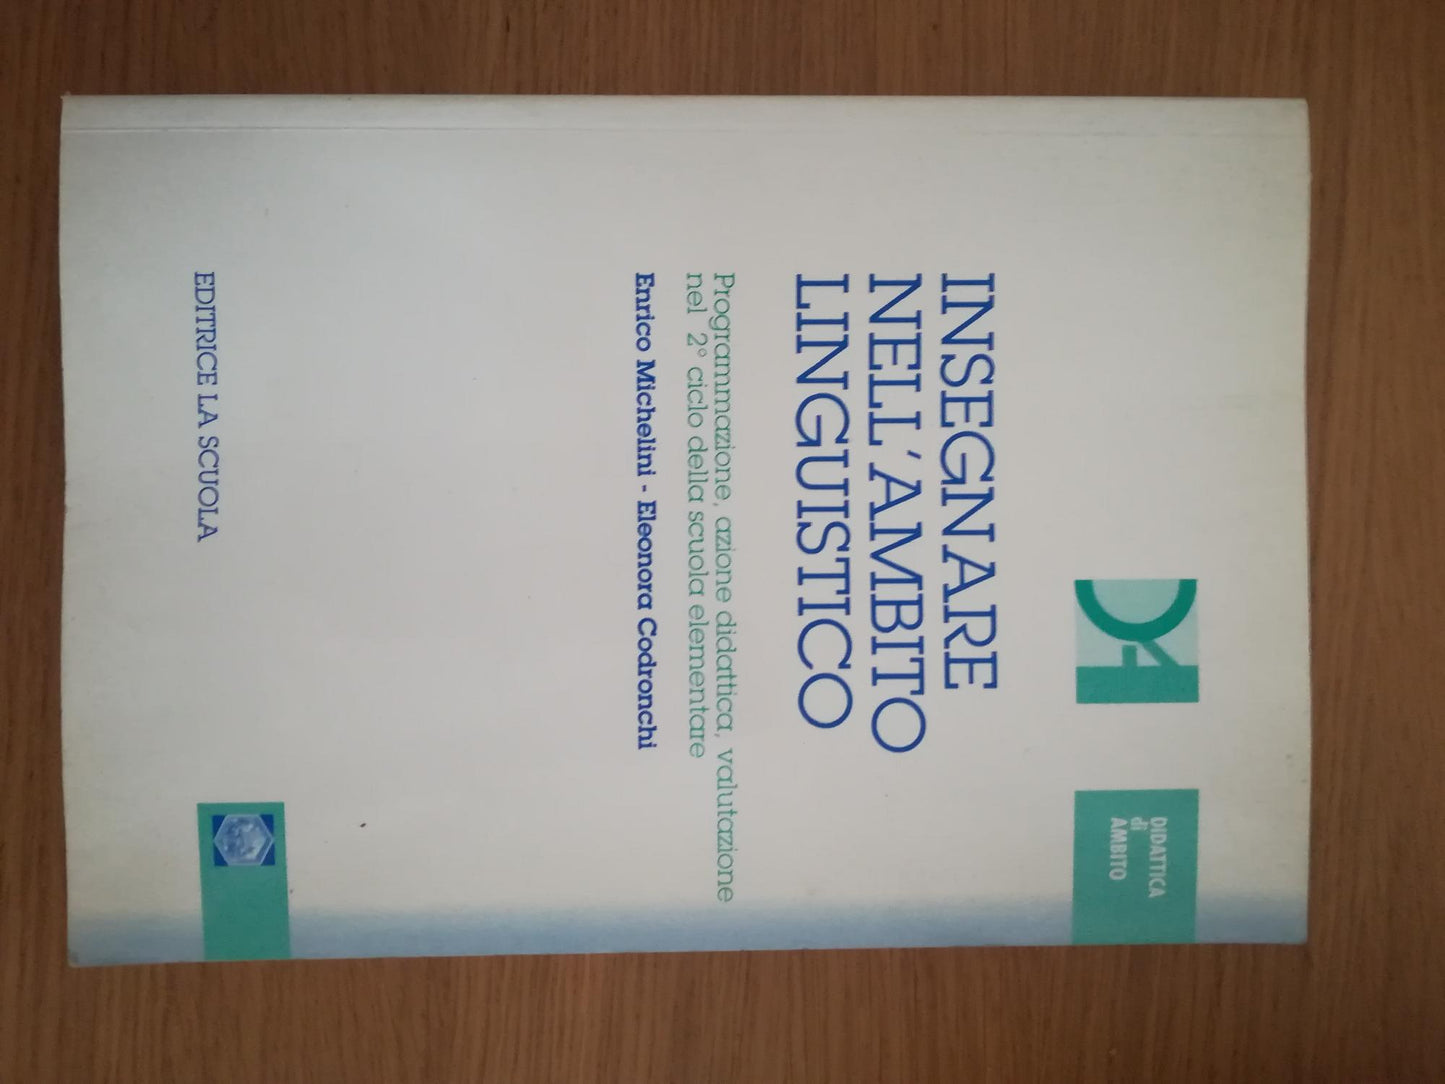 DIDATTICA
di
AMBITO
INSEGNARE
NELL'AMBITO
LINGUISTICO
Programmazione, azione didattica, valutazione
nel 2° ciclo della scuola elementare
Enrico Michelini - Eleonora Codronchi
EDITRICE LA SCUOLA